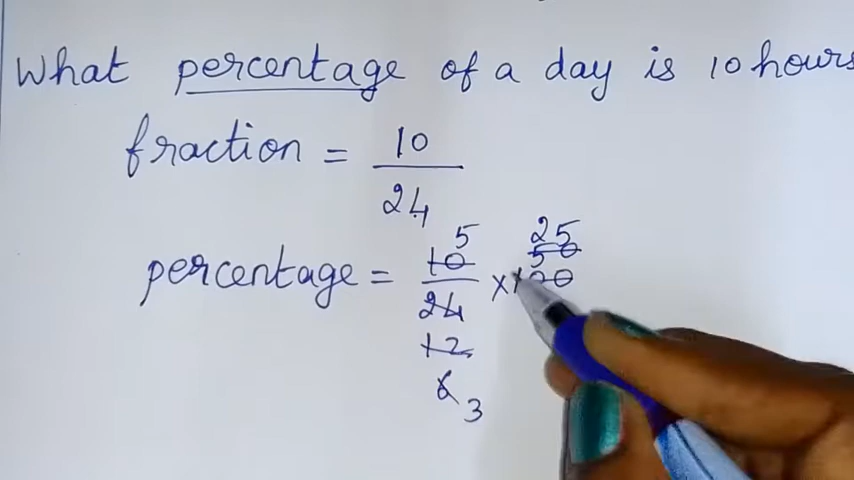 What percentage of a day is 10 hours
fraction = 10
24
5 25
percentage = 10 50
24 × 100
12
6 3